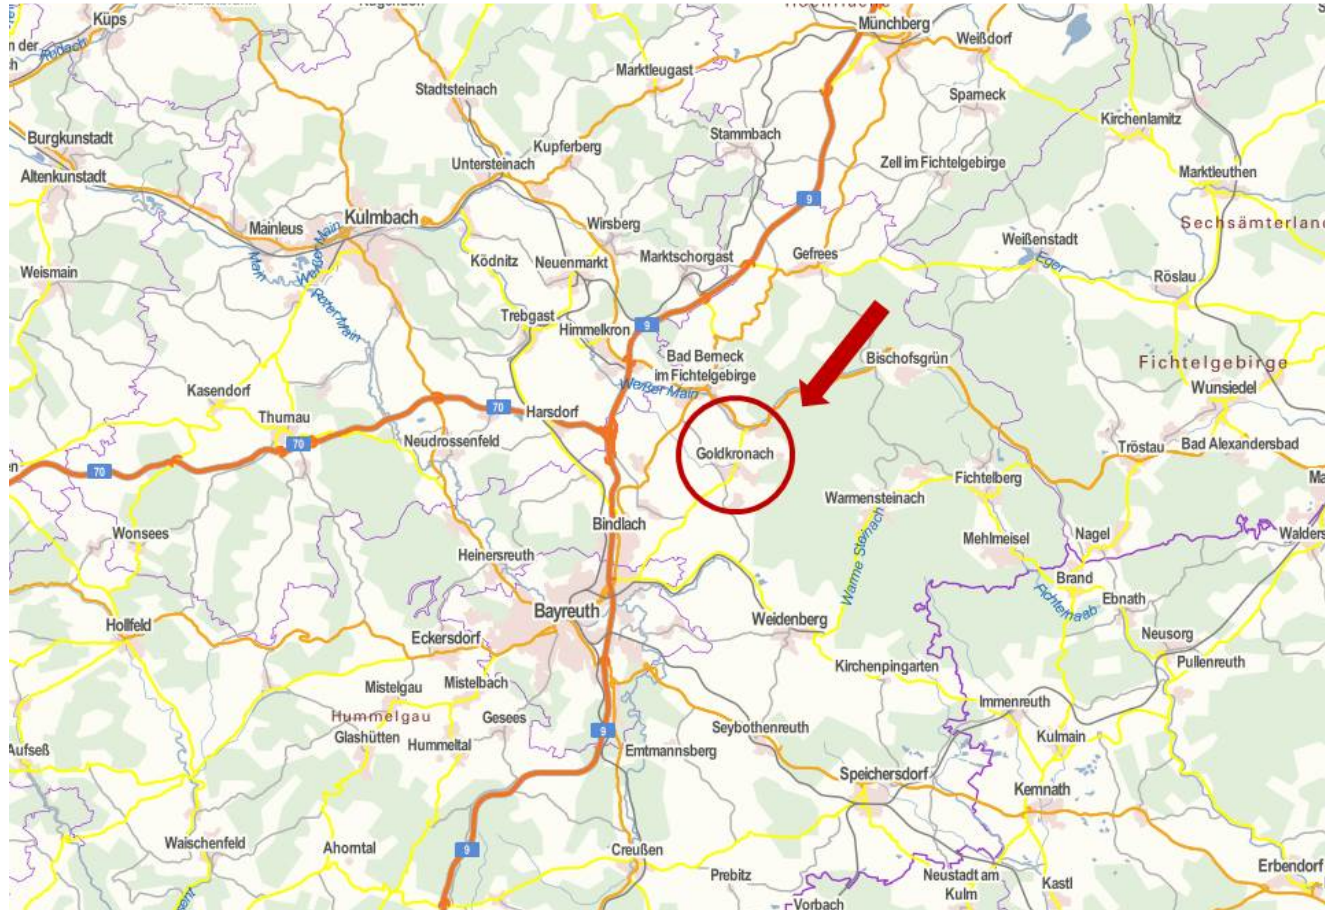 Küps
Münchberg
Weißdorf
Marktleugast
Stadtsteinach
Sparneck
Kirchenlamitz
Burgkunstadt
Stammbach
Kupferberg
Untersteinach
Zell im Fichtelgebirge
Marktleuthen
Altenkunstadt
9
Kulmbach
Mainleus
Wirsberg
Sechsämterland
Weißenstadt
Gefrees
Marktschorgast
Ködnitz
Neuenmarkt
Weismain
Main
Weißer Main
Eger
Röslau
Roter Main
Trebgast
Himmelkron
9
Bad Berneck
im Fichtelgebirge
Bischofsgrün
Fichtelgebirge
Wunsiedel
Weißer Main
Kasendorf
Thurnau
70
Harsdorf
Neudrossenfeld
70
70
Goldkronach
Tröstau
Bad Alexandersbad
Fichtelberg
Warmensteinach
Bindlach
Wonsees
Mehlmeisel
Nagel
Walders
Heinersreuth
Warme Steinach
Brand
Fichtelnaab
Ebnath
Bayreuth
Weidenberg
Hollfeld
Eckersdorf
Neusorg
Kirchenpingarten
Pullenreuth
Mistelgau
Mistelbach
Immenreuth
Hummelgau
Gesees
Glashütten
Hummeltal
9
Seybothenreuth
Kulmain
Aufseß
Emtmannsberg
Speichersdorf
Kemnath
Waischenfeld
Ahorntal
9
Creußen
Erbendorf
Prebitz
Neustadt am
Kulm
Kastl
Vorbach